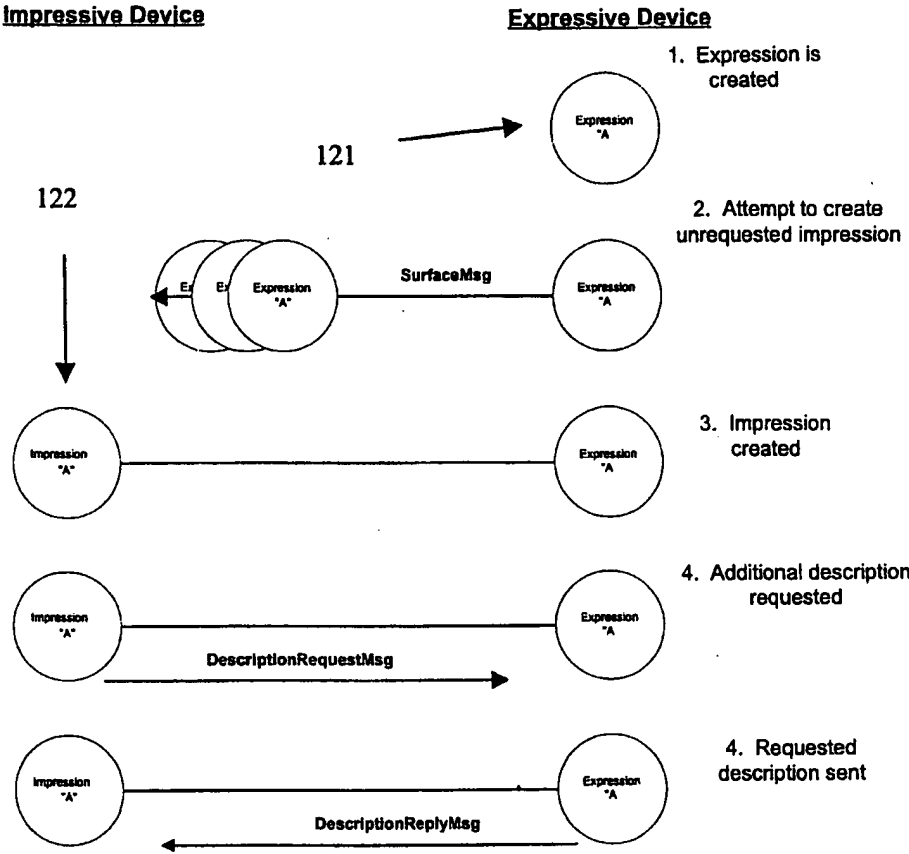 Impressive Device
Expressive Device
1. Expression is
created
Expression
"A
121
122
2. Attempt to create
unrequested impression
Ex
Ex
Expression
"A"
SurfaceMsg
Expression
"A
3. Impression
created
Impression
"A"
Expression
"A
4. Additional description
requested
Impression
"A"
Expression
"A
DescriptionRequestMsg
4. Requested
description sent
Impression
"A"
Expression
"A
DescriptionReplyMsg